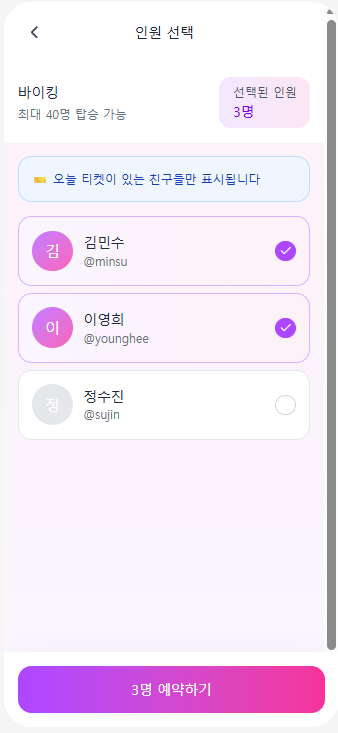 인원 선택
바이킹
최대 40명 탑승 가능
선택된 인원
3명
🎫 오늘 티켓이 있는 친구들만 표시됩니다
김
김민수
@minsu
이
이영희
@younghee
정
정수진
@sujin
3명 예약하기